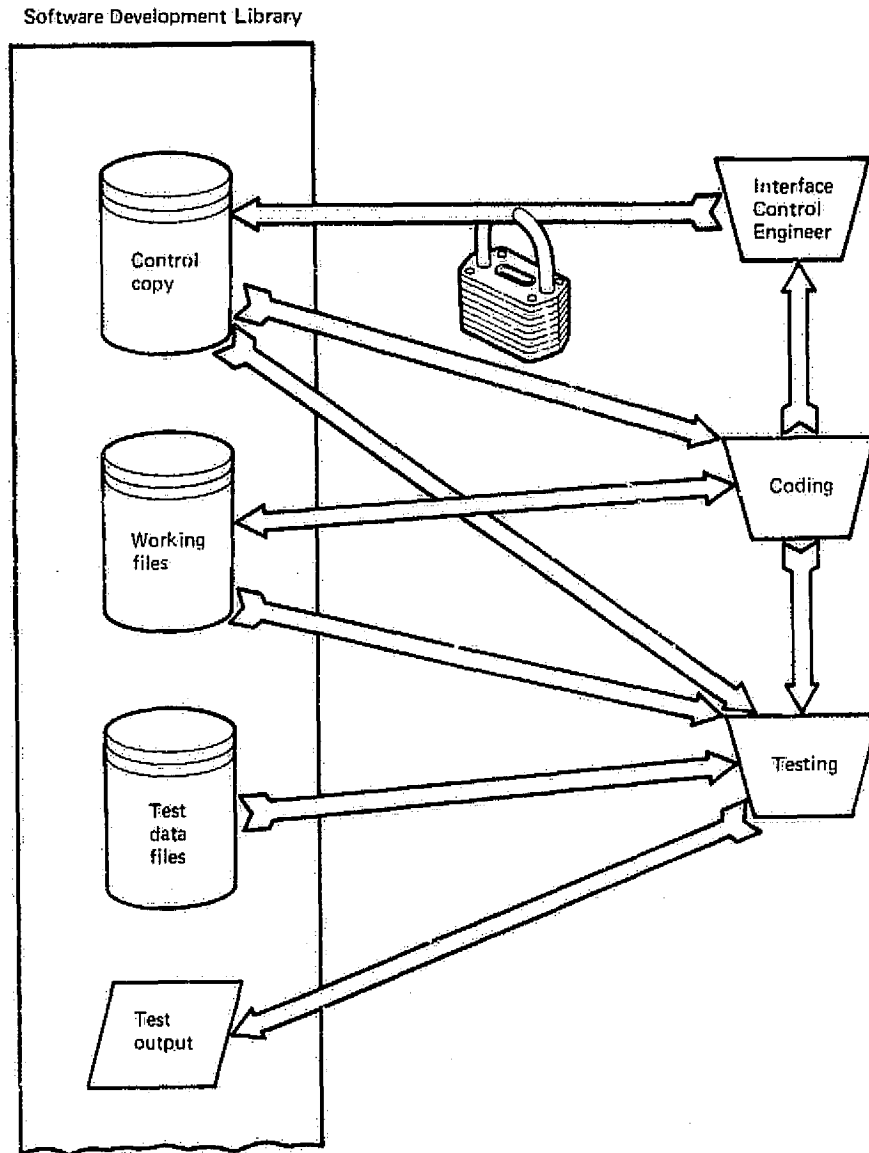 Software Development Library
Control
copy
Interface
Control
Engineer
Working
files
Coding
Test
data
files
Testing
Test
output